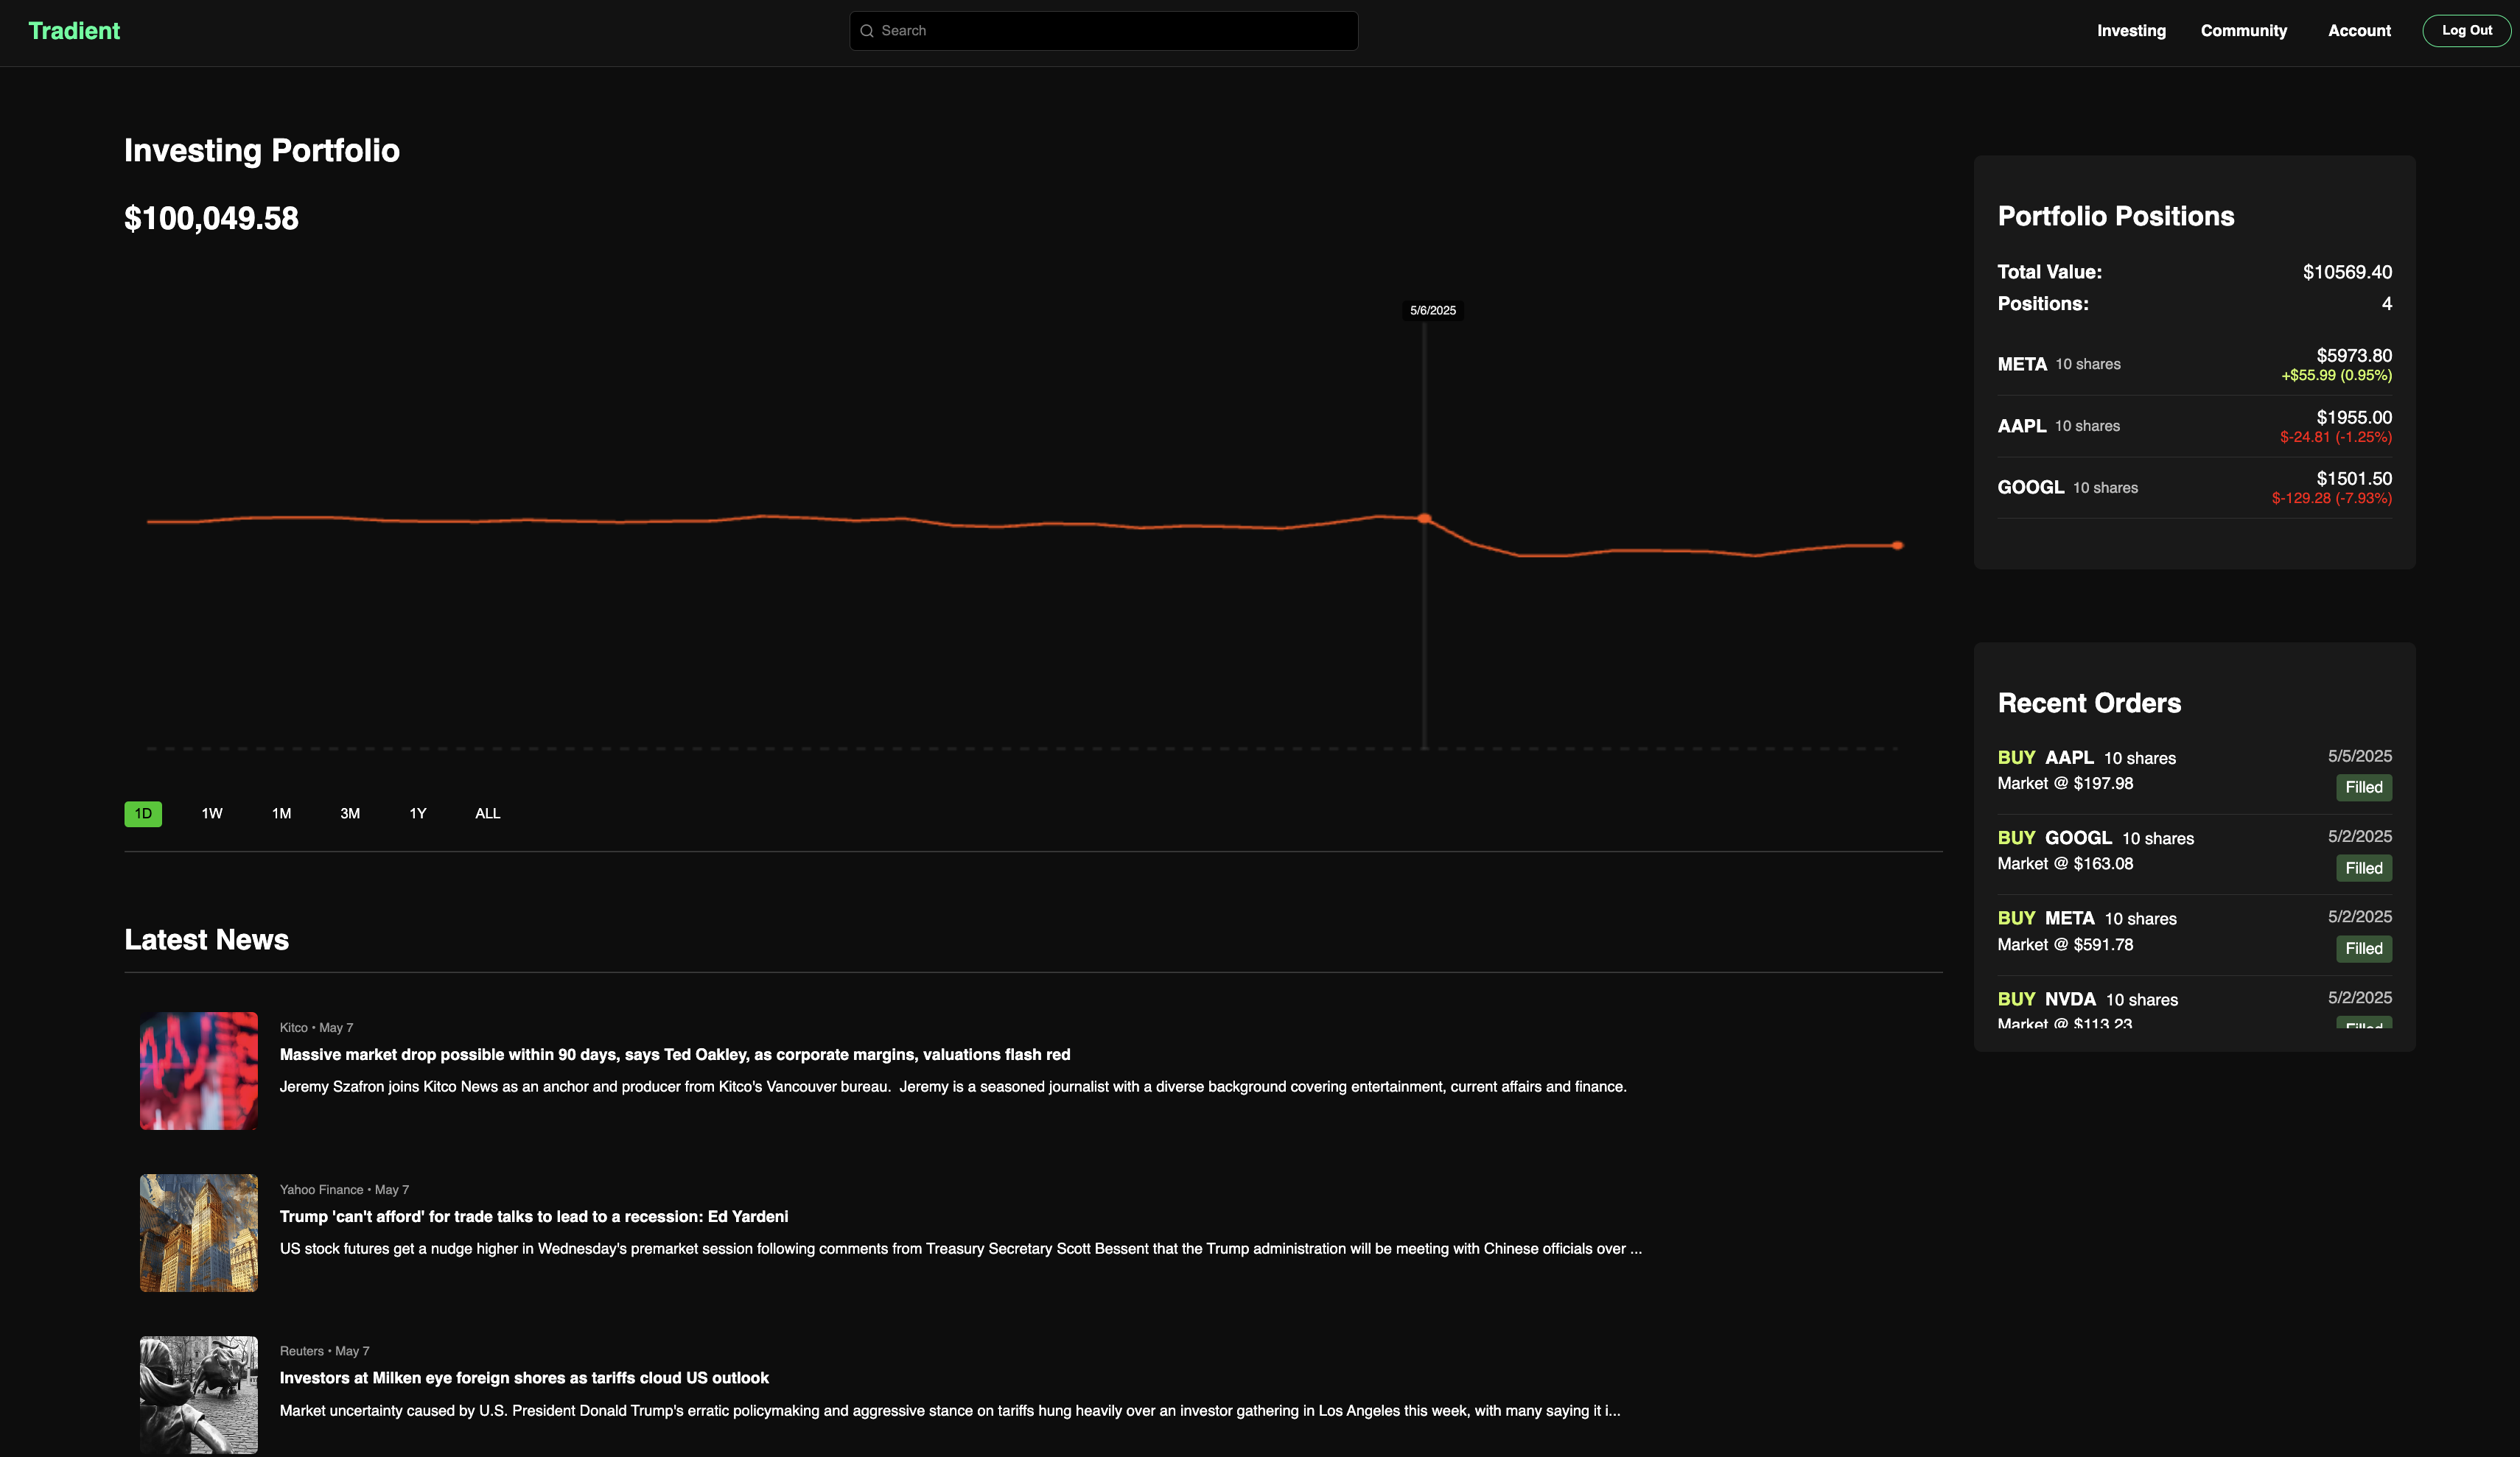 Tradient
Search
Investing
Community
Account
Log Out
Investing Portfolio
$100,049.58
5/6/2025
1D
1W
1M
3M
1Y
ALL
Portfolio Positions
Total Value:
$10569.40
Positions:
4
META 10 shares
$5973.80
+$55.99 (0.95%)
AAPL 10 shares
$1955.00
$-24.81 (-1.25%)
GOOGL 10 shares
$1501.50
$-129.28 (-7.93%)
Recent Orders
BUY AAPL 10 shares
5/5/2025
Market @ $197.98
Filled
BUY GOOGL 10 shares
5/2/2025
Market @ $163.08
Filled
BUY META 10 shares
5/2/2025
Market @ $591.78
Filled
BUY NVDA 10 shares
5/2/2025
Market @ $113.23
Filled
Latest News
Kitco • May 7
Massive market drop possible within 90 days, says Ted Oakley, as corporate margins, valuations flash red
Jeremy Szafron joins Kitco News as an anchor and producer from Kitco's Vancouver bureau.  Jeremy is a seasoned journalist with a diverse background covering entertainment, current affairs and finance.
Yahoo Finance • May 7
Trump 'can't afford' for trade talks to lead to a recession: Ed Yardeni
US stock futures get a nudge higher in Wednesday's premarket session following comments from Treasury Secretary Scott Bessent that the Trump administration will be meeting with Chinese officials over ...
Reuters • May 7
Investors at Milken eye foreign shores as tariffs cloud US outlook
Market uncertainty caused by U.S. President Donald Trump's erratic policymaking and aggressive stance on tariffs hung heavily over an investor gathering in Los Angeles this week, with many saying it i...